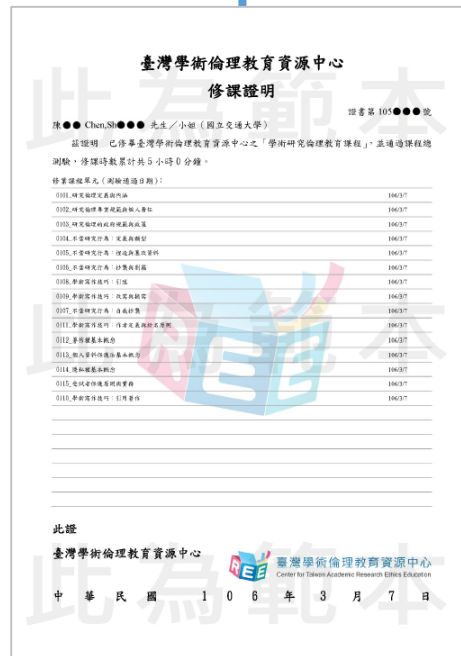 臺灣學術倫理教育資源中心
修課證明
證書第 105●●● 號
陳●● Chen,Sh●●● 先生／小姐（國立交通大學）
茲證明 已修畢臺灣學術倫理教育資源中心之「學術研究倫理教育課程」，並通過課程總
測驗，修課時數累計共 5 小時 0 分鐘。
修業課程單元（測驗通過日期）：
0101_研究倫理定義與內涵 106/3/7
0102_研究倫理專業規範與個人責任 106/3/7
0103_研究倫理的政府規範與政策 106/3/7
0104_不當研究行為：定義與類型 106/3/7
0105_不當研究行為：捏造與篡改資料 106/3/7
0106_不當研究行為：抄襲與剽竊 106/3/7
0108_學術寫作技巧：引述 106/3/7
0109_學術寫作技巧：改寫與摘寫 106/3/7
0107_不當研究行為：自我抄襲 106/3/7
0111_學術寫作技巧：作者定義與掛名原則 106/3/7
0112_著作權基本概念 106/3/7
0113_個人資料保護法基本概念 106/3/7
0114_隱私權基本概念 106/3/7
0115_受試者保護原則與實務 106/3/7
0110_學術寫作技巧：引用著作 106/3/7
此為範本
此為範本
REE
此證
臺灣學術倫理教育資源中心
REE
臺灣學術倫理教育資源中心
Center for Taiwan Academic Research Ethics Education
中華民國 106 年 3 月 7 日
此為範本